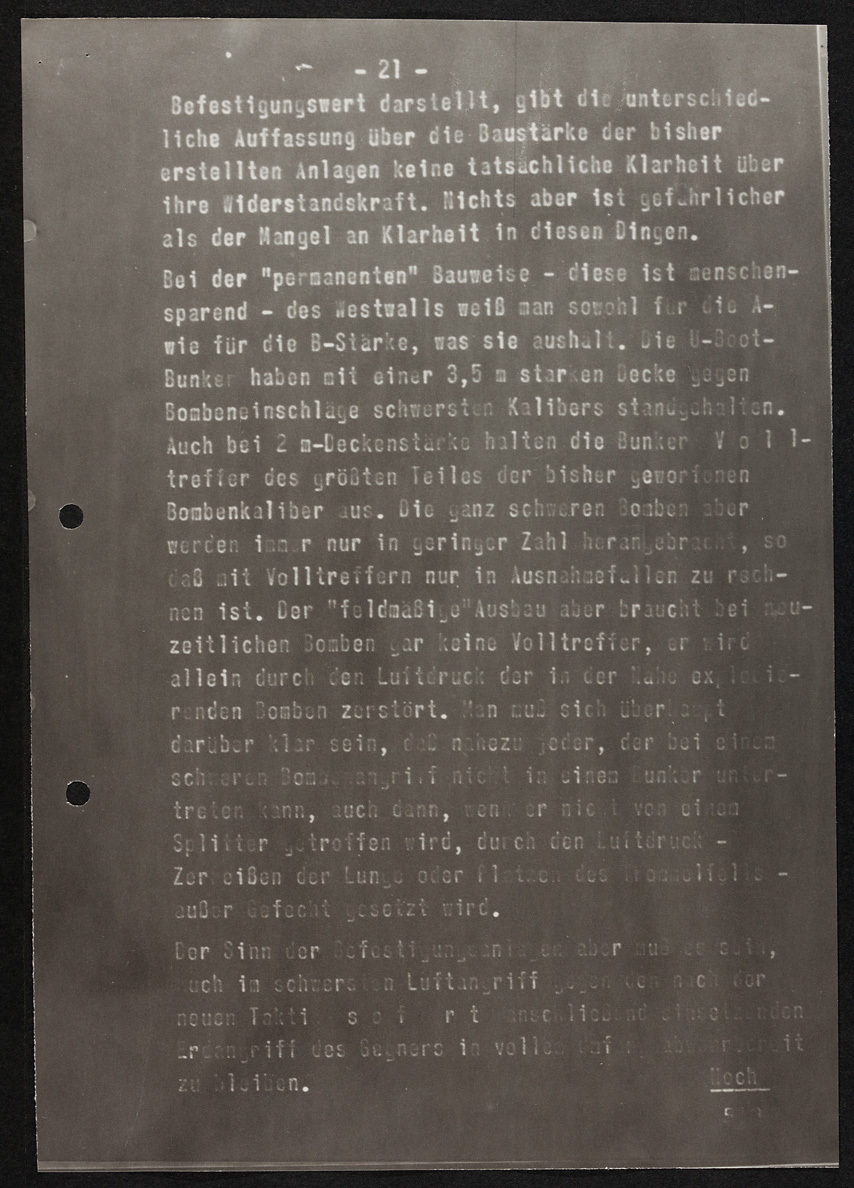 - 21 -
Befestigungswert darstellt, gibt die unterschied-
liche Auffassung über die Baustärke der bisher
erstellten Anlagen keine tatsächliche Klarheit über
ihre Widerstandskraft. Nichts aber ist gefährlicher
als der Mangel an Klarheit in diesen Dingen.
Bei der "permanenten" Bauweise - diese ist menschen-
sparend - des Westwalls weiß man sowohl für die A-
wie für die B-Stärke, was sie aushalt. Die U-Boot-
Bunker haben mit einer 3,5 m starken Decke gegen
Bombeneinschläge schwersten Kalibers standgehalten.
Auch bei 2 m-Deckenstärke halten die Bunker V o l l-
treffer des größten Teiles der bisher geworfenen
Bombenkaliber aus. Die ganz schweren Bomben aber
werden immer nur in geringer Zahl herangebracht, so
daß mit Volltreffern nur in Ausnahmefällen zu rech-
nen ist. Der "feldmäßige"Ausbau aber braucht bei neu-
zeitlichen Bomben gar keine Volltreffer, er wird
allein durch den Luftdruck der in der Nähe explodie-
renden Bomben zerstört. Man muß sich überhaupt
darüber klar sein, daß nahezu jeder, der bei einem
schweren Bombenangriff nicht in einem Bunker unter-
treten kann, auch dann, wenn er nicht von einem
Splitter getroffen wird, durch den Luftdruck -
Zerreißen der Lunge oder Platzen des Trommelfells -
außer Gefecht gesetzt wird.
Der Sinn der Befestigungsanlagen aber muß es sein,
auch im schwersten Luftangriff gegen den nach der
neuen Takti s o f r t anschließend einsetzenden
Erdangriff des Gegners in vollem Umfang abwehrbereit
zu bleiben.
Noch